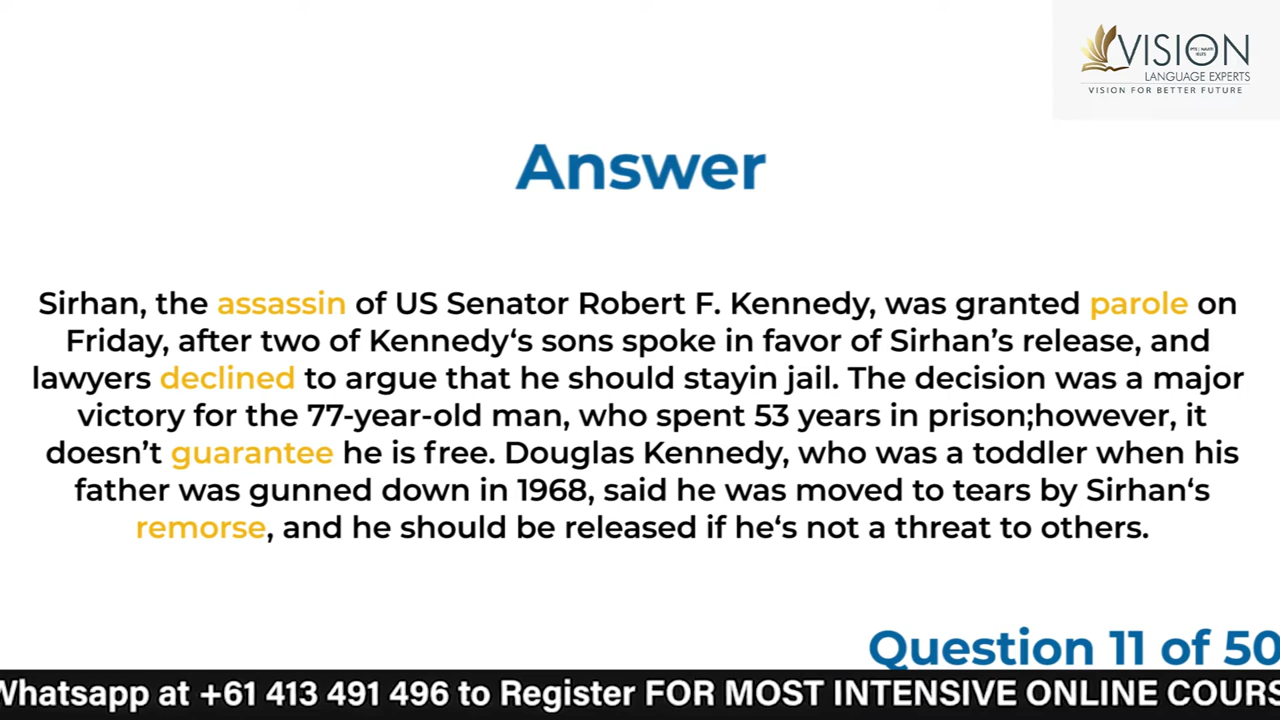 VISION
LANGUAGE EXPERTS
VISION FOR BETTER FUTURE
Answer
Sirhan, the assassin of US Senator Robert F. Kennedy, was granted parole on
Friday, after two of Kennedy‘s sons spoke in favor of Sirhan’s release, and
lawyers declined to argue that he should stayin jail. The decision was a major
victory for the 77-year-old man, who spent 53 years in prison;however, it
doesn’t guarantee he is free. Douglas Kennedy, who was a toddler when his
father was gunned down in 1968, said he was moved to tears by Sirhan‘s
remorse, and he should be released if he‘s not a threat to others.
Question 11 of 50
Whatsapp at +61 413 491 496 to Register FOR MOST INTENSIVE ONLINE COURS